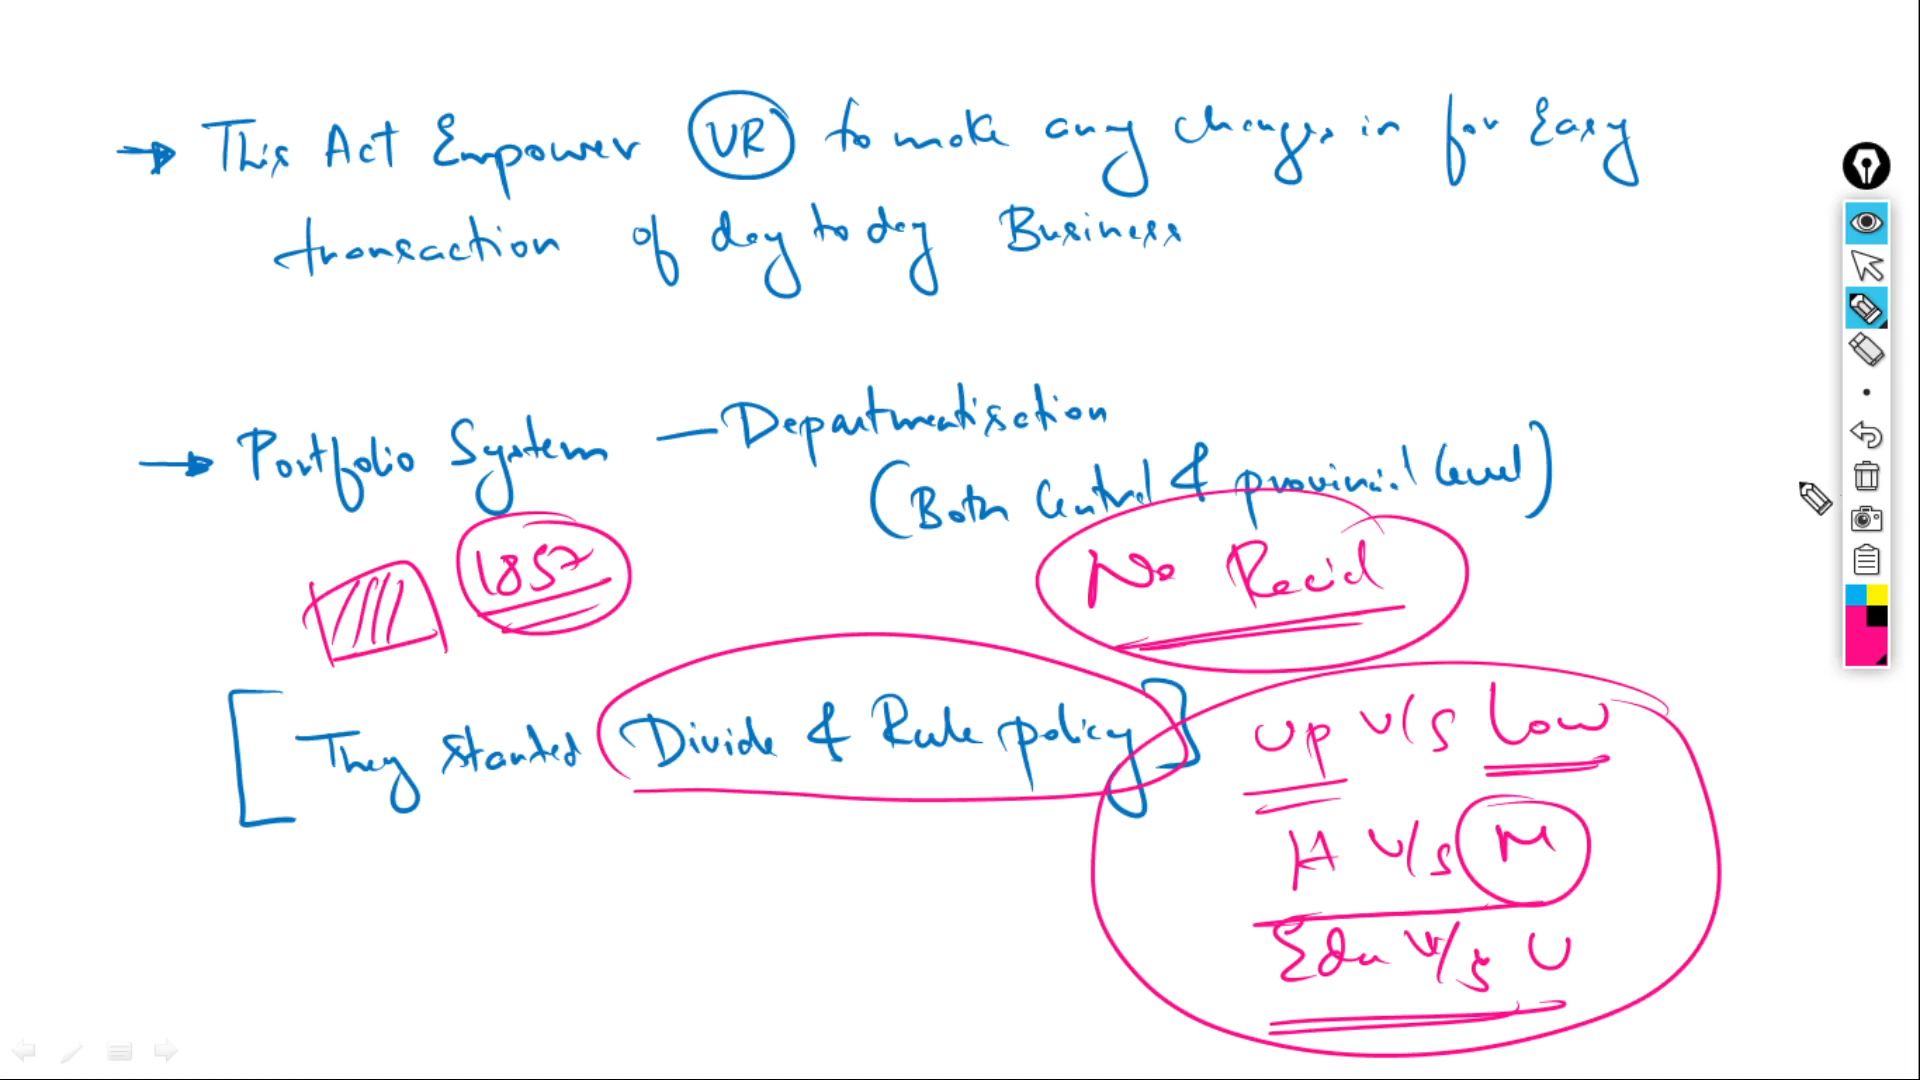 → This Act Empower VR to make any changes in for Easy
transaction of day to day Business
→ Portfolio System — Departmentisation
(Both Central & provincial level)
1857
No Racid
[They started Divide & Rule policy]
Up v/s Low
H v/s M
Edu v/s U